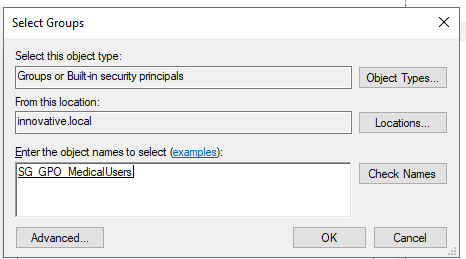 Select Groups
Select this object type:
Groups or Built-in security principals
Object Types...
From this location:
innovative.local
Locations...
Enter the object names to select (examples):
SG_GPO_MedicalUsers
Check Names
Advanced...
OK
Cancel